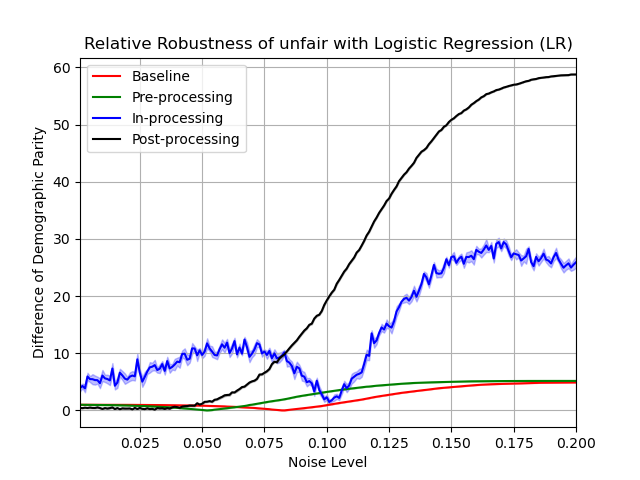 Relative Robustness of unfair with Logistic Regression (LR)
Difference of Demographic Parity
60
50
40
30
20
10
0
Baseline
Pre-processing
In-processing
Post-processing
0.025 0.050 0.075 0.100 0.125 0.150 0.175 0.200
Noise Level